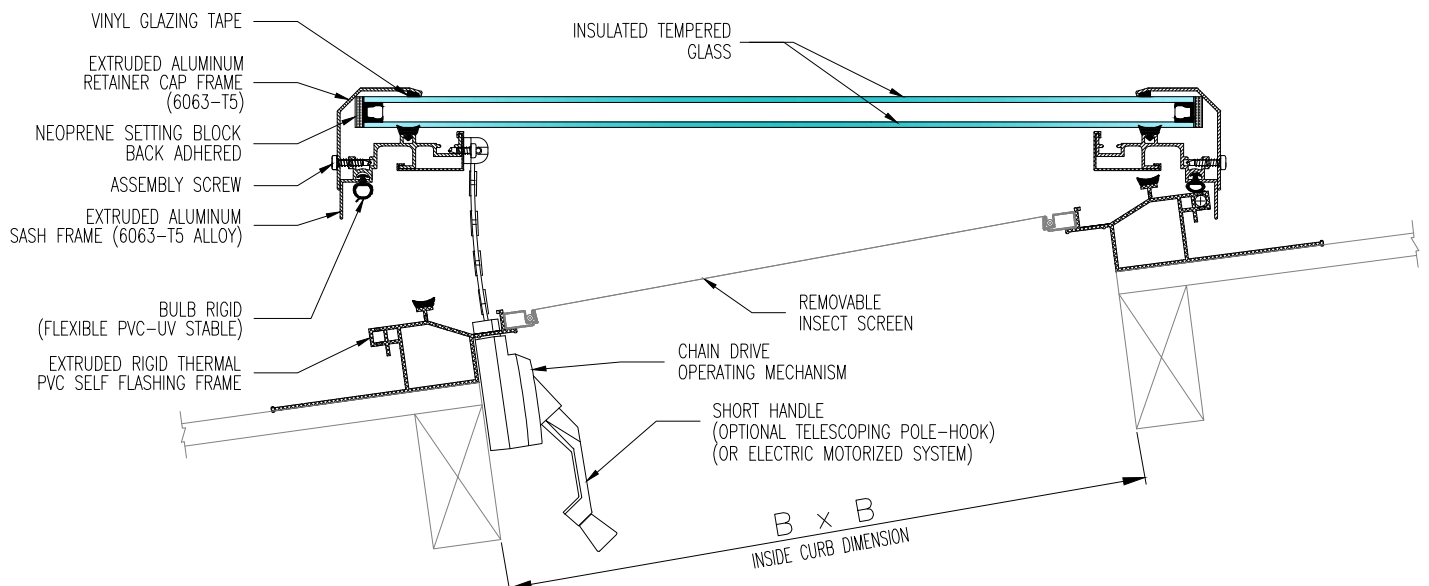 VINYL GLAZING TAPE
EXTRUDED ALUMINUM
RETAINER CAP FRAME
(6063-T5)
NEOPRENE SETTING BLOCK
BACK ADHERED
ASSEMBLY SCREW
EXTRUDED ALUMINUM
SASH FRAME (6063-T5 ALLOY)
BULB RIGID
(FLEXIBLE PVC-UV STABLE)
EXTRUDED RIGID THERMAL
PVC SELF FLASHING FRAME
INSULATED TEMPERED
GLASS
REMOVABLE
INSECT SCREEN
CHAIN DRIVE
OPERATING MECHANISM
SHORT HANDLE
(OPTIONAL TELESCOPING POLE-HOOK)
(OR ELECTRIC MOTORIZED SYSTEM)
B x B
INSIDE CURB DIMENSION